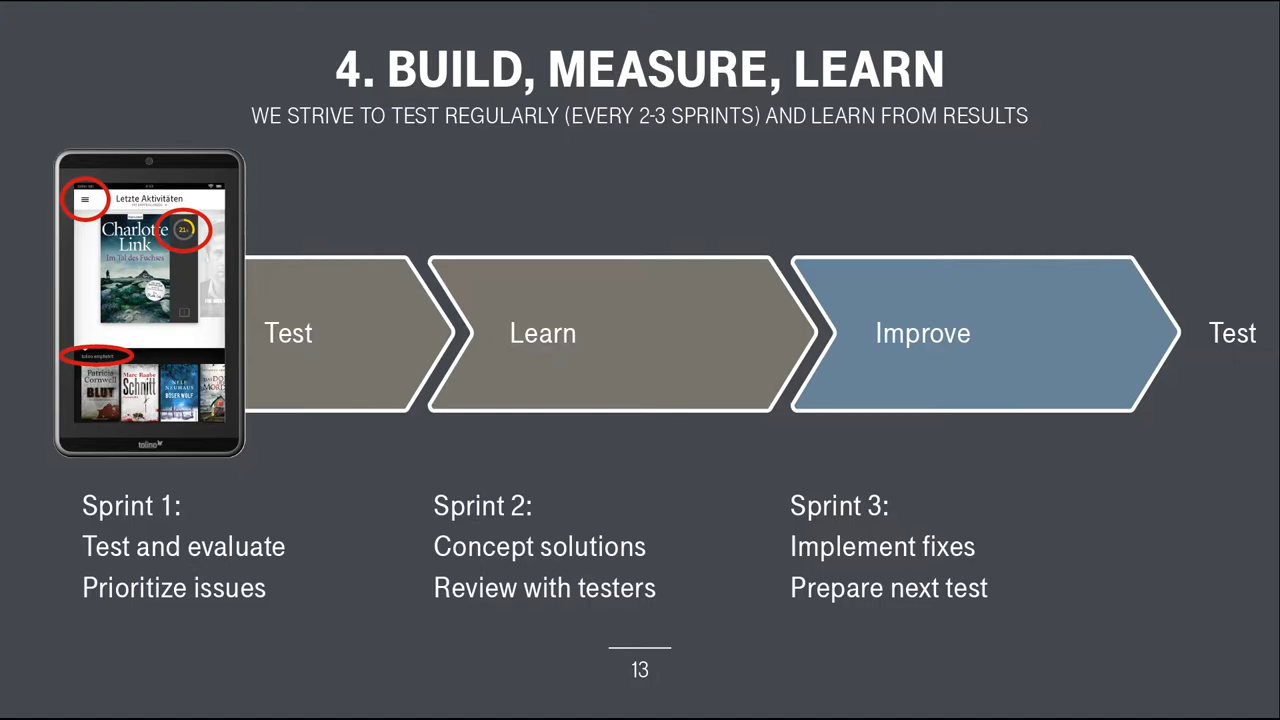 4. BUILD, MEASURE, LEARN
WE STRIVE TO TEST REGULARLY (EVERY 2-3 SPRINTS) AND LEARN FROM RESULTS
Letzte Aktivitäten
Charlotte
Link
Im Tal des Fuchses
21
tolino empfiehlt
Patricia
Cornwell
BLUT
Marc Raabe
Schnitt
NELE
NEUHAUS
BÖSER WOLF
tolino
Test
Learn
Improve
Test
Sprint 1:
Test and evaluate
Prioritize issues
Sprint 2:
Concept solutions
Review with testers
Sprint 3:
Implement fixes
Prepare next test
13